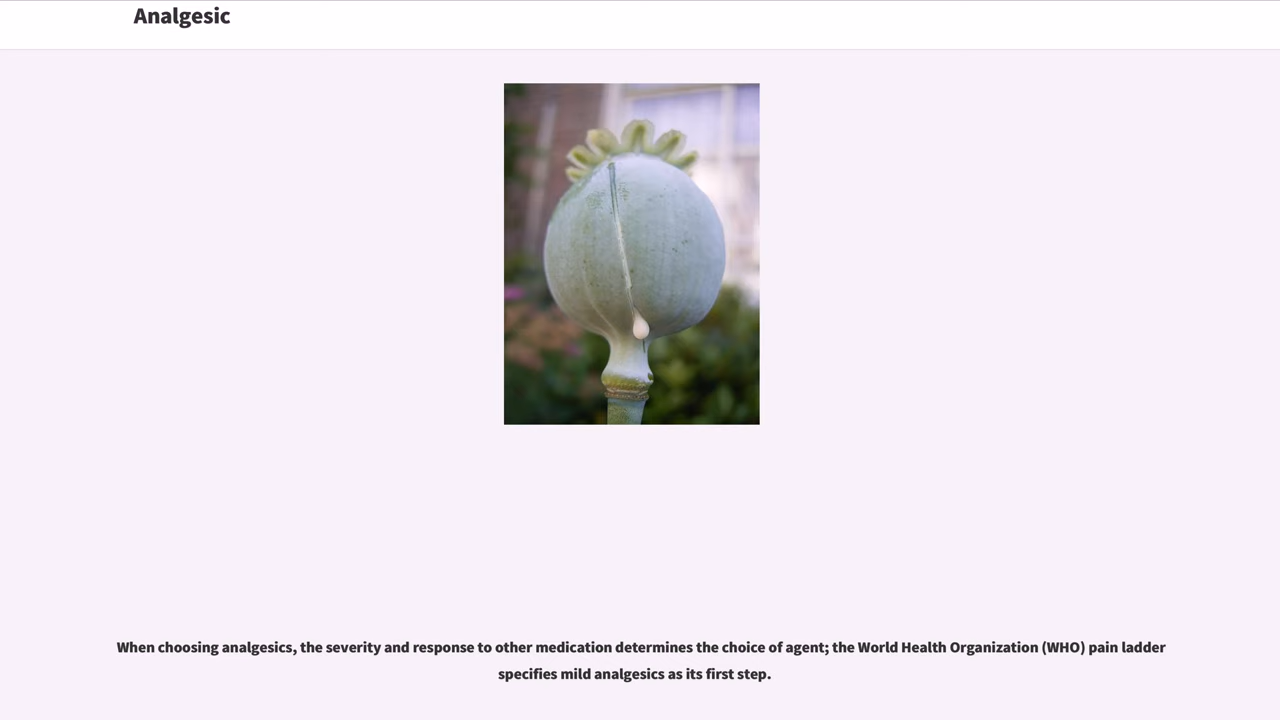 Analgesic
When choosing analgesics, the severity and response to other medication determines the choice of agent; the World Health Organization (WHO) pain ladder
specifies mild analgesics as its first step.